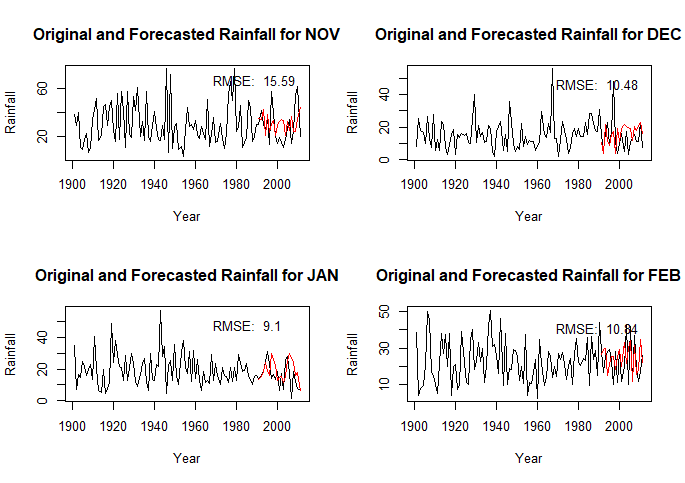 Original and Forecasted Rainfall for NOV
RMSE: 15.59
Rainfall
60
20
1900 1920 1940 1960 1980 2000
Year
Original and Forecasted Rainfall for DEC
RMSE: 10.48
Rainfall
40
20
0
1900 1920 1940 1960 1980 2000
Year
Original and Forecasted Rainfall for JAN
RMSE: 9.1
Rainfall
40
20
0
1900 1920 1940 1960 1980 2000
Year
Original and Forecasted Rainfall for FEB
RMSE: 10.84
Rainfall
50
30
10
1900 1920 1940 1960 1980 2000
Year